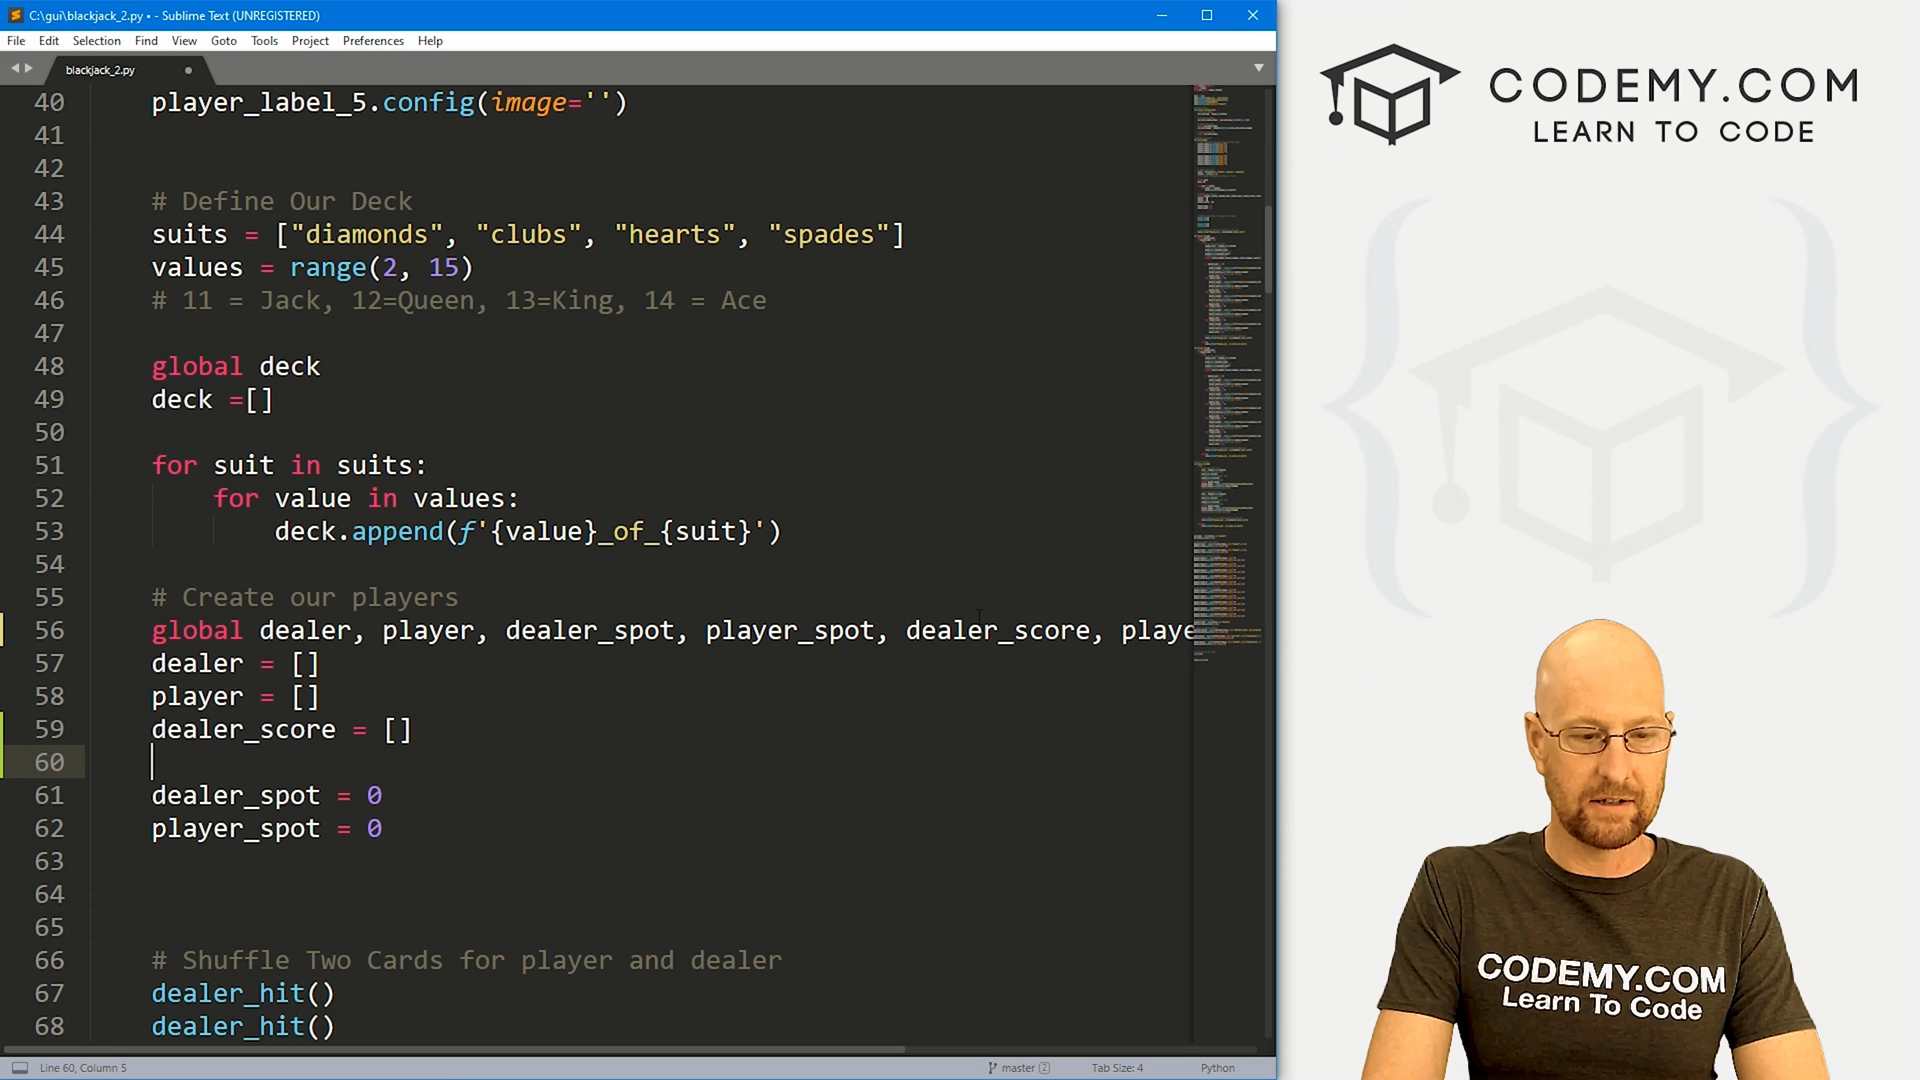 C:\gui\blackjack_2.py • - Sublime Text (UNREGISTERED)
File Edit Selection Find View Goto Tools Project Preferences Help
blackjack_2.py
40 player_label_5.config(image='')
41
42
43 # Define Our Deck
44 suits = ["diamonds", "clubs", "hearts", "spades"]
45 values = range(2, 15)
46 # 11 = Jack, 12=Queen, 13=King, 14 = Ace
47
48 global deck
49 deck =[]
50
51 for suit in suits:
52 for value in values:
53 deck.append(f'{value}_of_{suit}')
54
55 # Create our players
56 global dealer, player, dealer_spot, player_spot, dealer_score, playe
57 dealer = []
58 player = []
59 dealer_score = []
60
61 dealer_spot = 0
62 player_spot = 0
63
64
65
66 # Shuffle Two Cards for player and dealer
67 dealer_hit()
68 dealer_hit()
Line 60, Column 5
master 2
Tab Size: 4
Python
CODEMY.COM
LEARN TO CODE
CODEMY.COM
Learn To Code